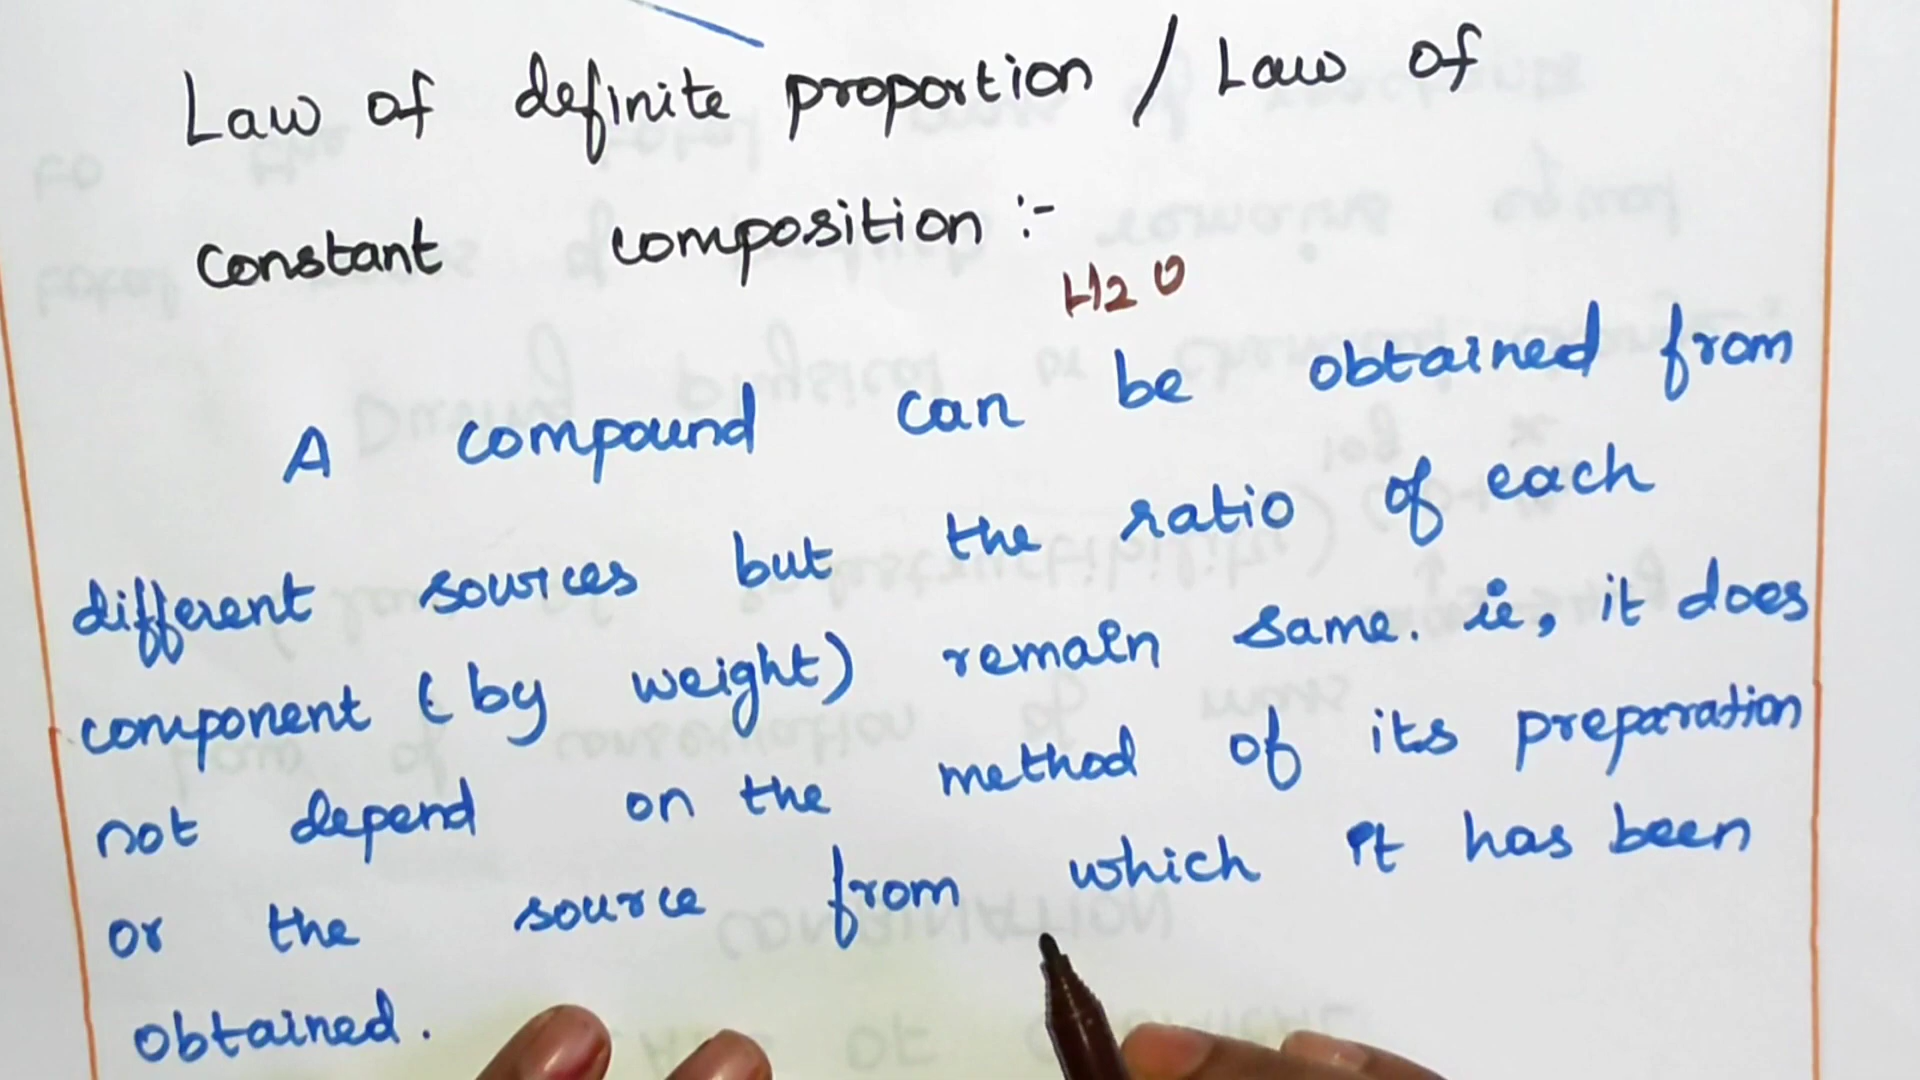 Law of definite proportion / Law of
constant composition :-
H2O
A compound can be obtained from
different sources but the ratio of each
component (by weight) remain same. ie, it does
not depend on the method of its preparation
or the source from which it has been
obtained.